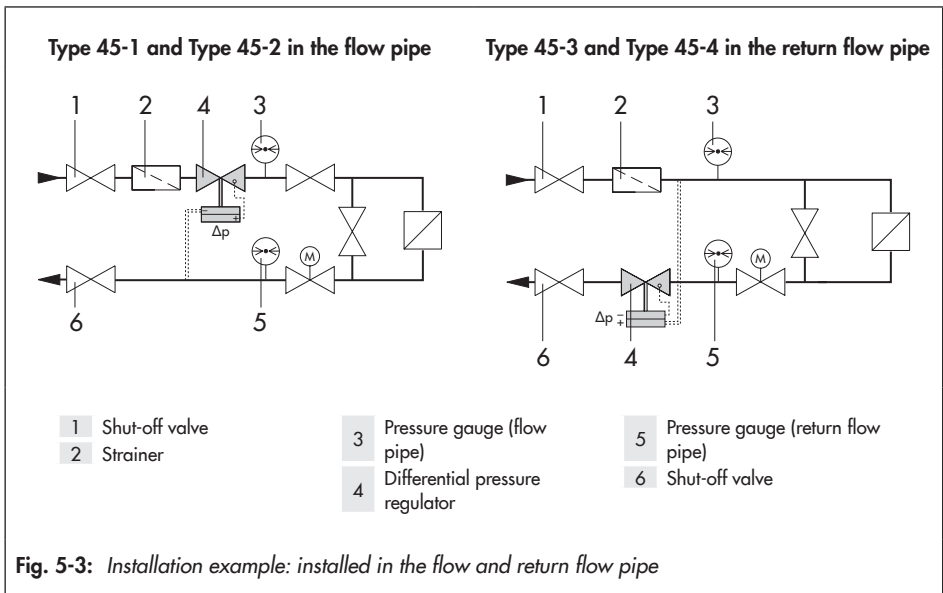 Type 45-1 and Type 45-2 in the flow pipe
1 2 4 3
M
− +
Δp
6 5
Type 45-3 and Type 45-4 in the return flow pipe
1 2 3
M
Δp − +
6 4 5
1 Shut-off valve
2 Strainer
3 Pressure gauge (flow
pipe)
4 Differential pressure
regulator
5 Pressure gauge (return flow
pipe)
6 Shut-off valve
Fig. 5-3: Installation example: installed in the flow and return flow pipe